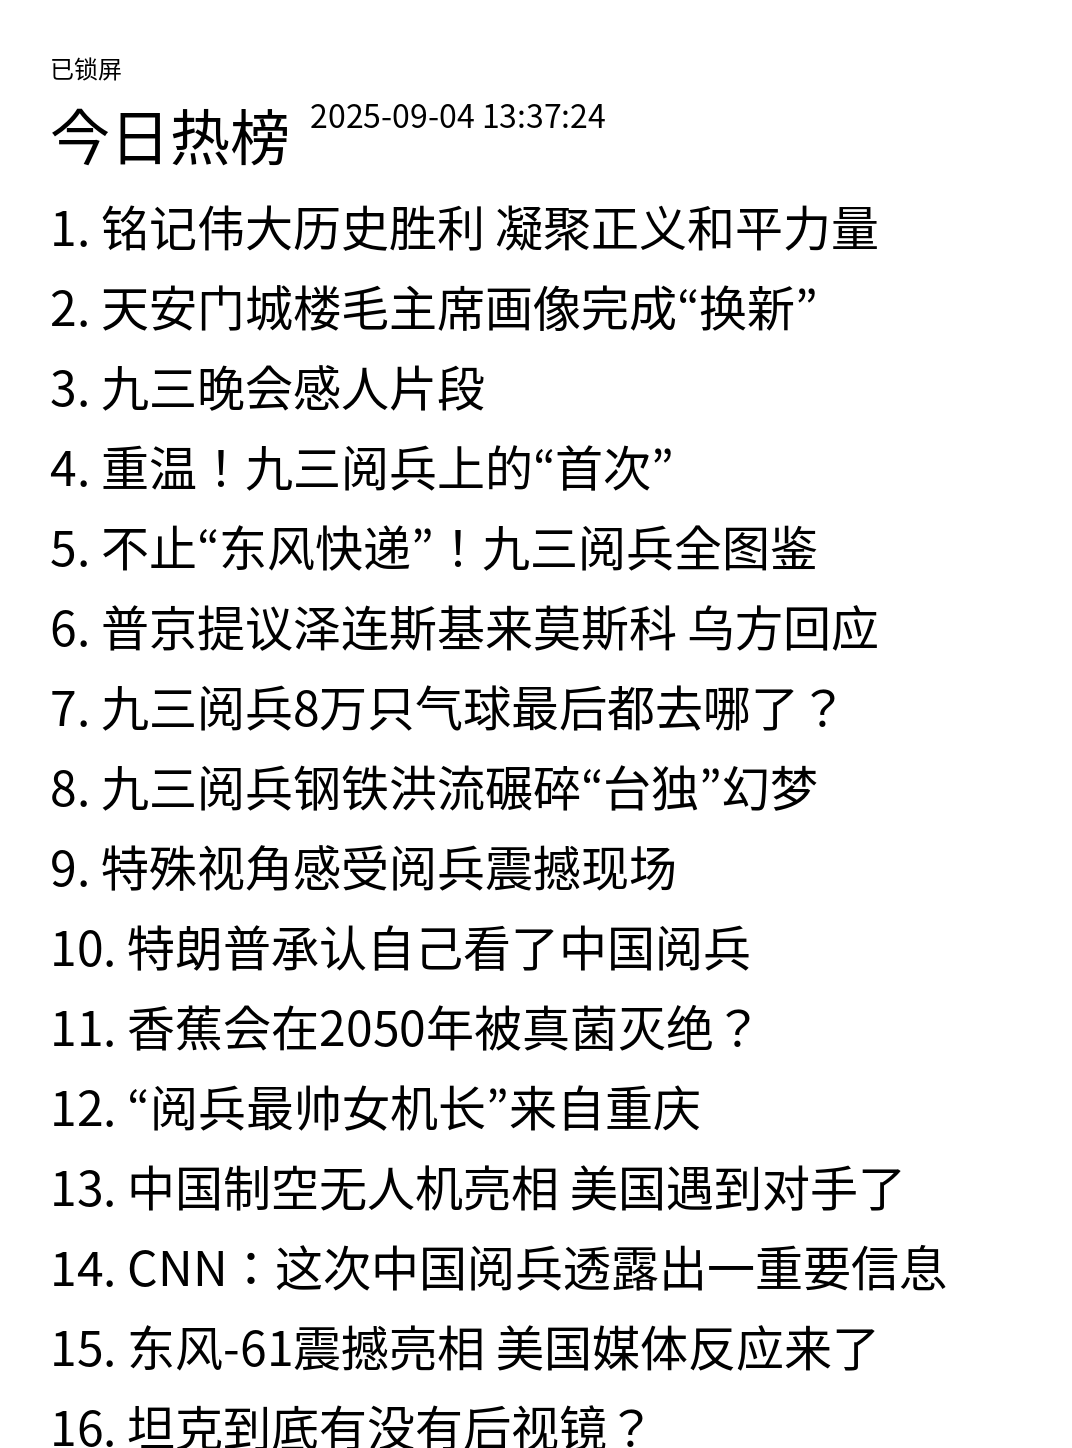 已锁屏
今日热榜 2025-09-04 13:37:24
1. 铭记伟大历史胜利 凝聚正义和平力量
2. 天安门城楼毛主席画像完成“换新”
3. 九三晚会感人片段
4. 重温！九三阅兵上的“首次”
5. 不止“东风快递”！九三阅兵全图鉴
6. 普京提议泽连斯基来莫斯科 乌方回应
7. 九三阅兵8万只气球最后都去哪了？
8. 九三阅兵钢铁洪流碾碎“台独”幻梦
9. 特殊视角感受阅兵震撼现场
10. 特朗普承认自己看了中国阅兵
11. 香蕉会在2050年被真菌灭绝？
12. “阅兵最帅女机长”来自重庆
13. 中国制空无人机亮相 美国遇到对手了
14. CNN：这次中国阅兵透露出一重要信息
15. 东风-61震撼亮相 美国媒体反应来了
16. 坦克到底有没有后视镜？